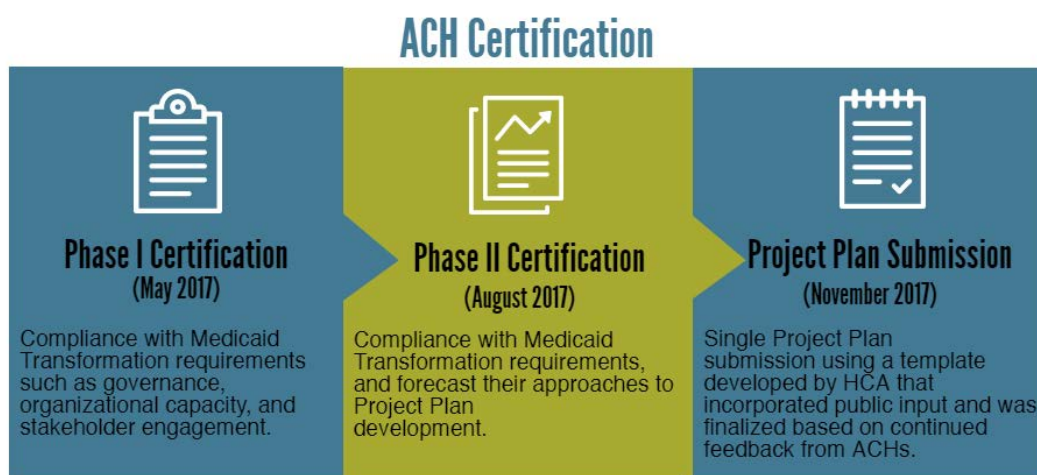 ACH Certification
Phase I Certification
(May 2017)
Compliance with Medicaid
Transformation requirements
such as governance,
organizational capacity, and
stakeholder engagement.
Phase II Certification
(August 2017)
Compliance with Medicaid
Transformation requirements,
and forecast their approaches to
Project Plan
development.
Project Plan Submission
(November 2017)
Single Project Plan
submission using a template
developed by HCA that
incorporated public input and was
finalized based on continued
feedback from ACHs.